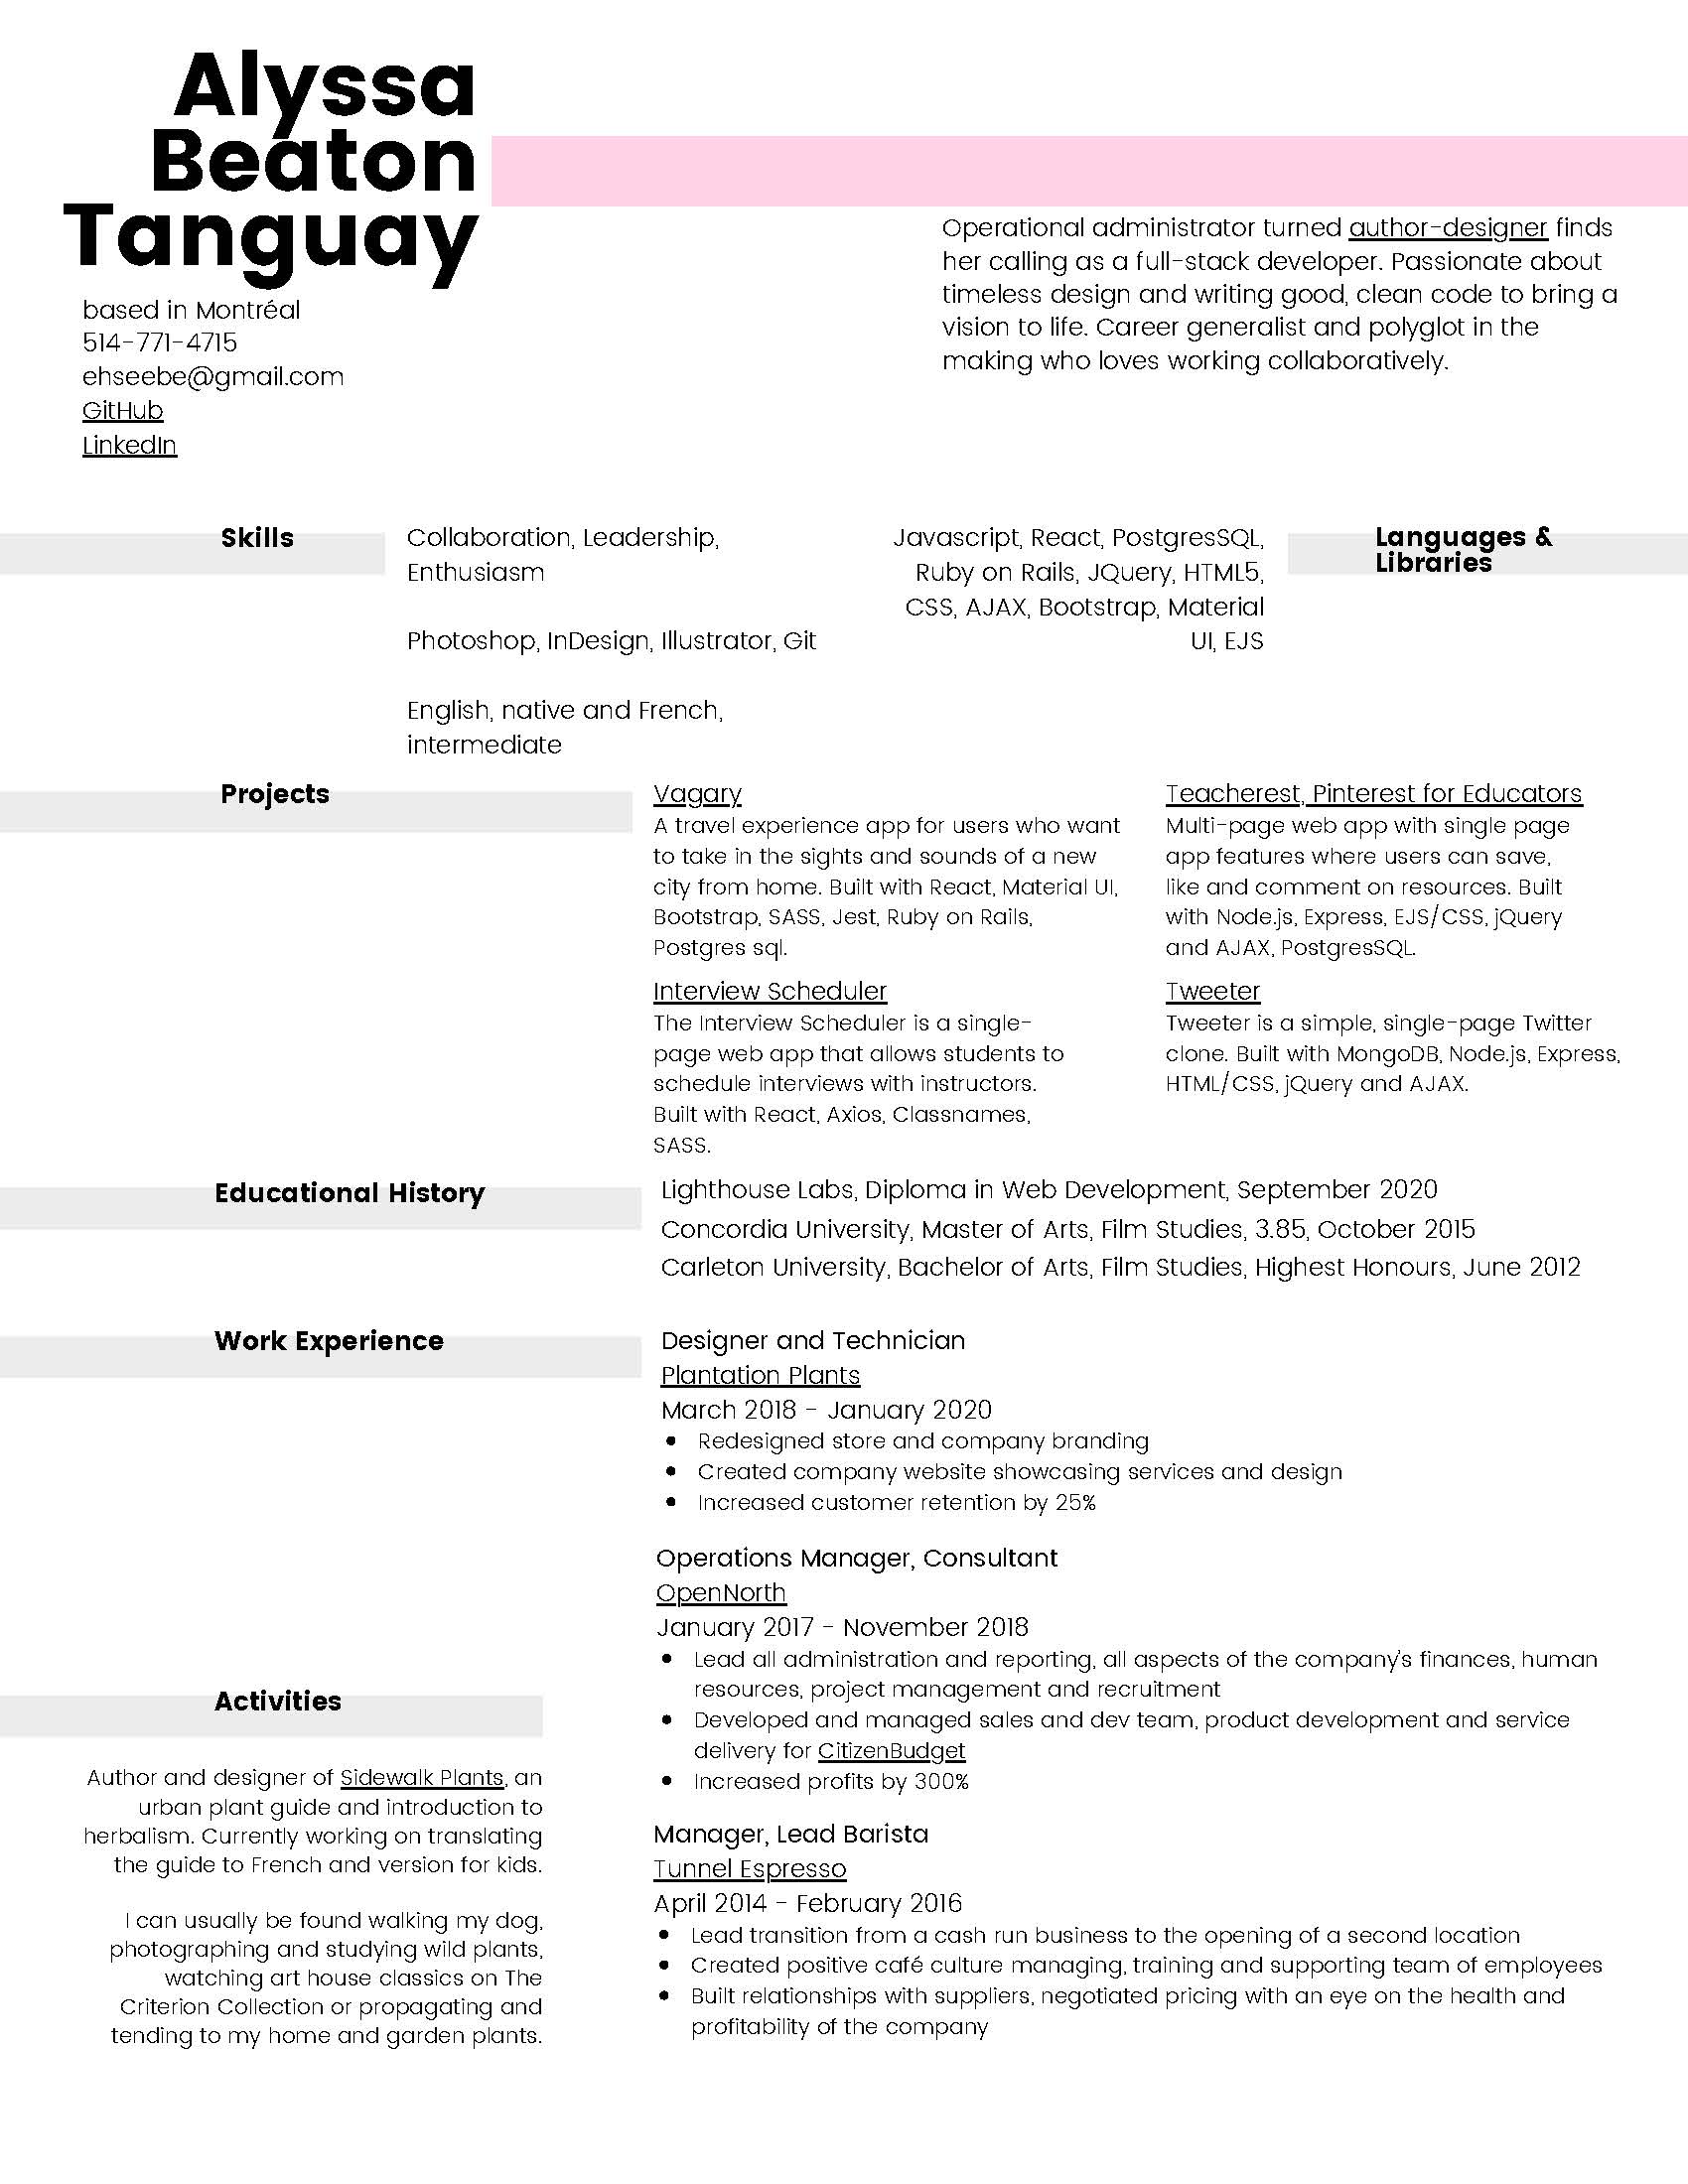 Alyssa
Beaton
Tanguay
based in Montréal
514-771-4715
ehseebe@gmail.com
GitHub
LinkedIn
Operational administrator turned author-designer finds
her calling as a full-stack developer. Passionate about
timeless design and writing good, clean code to bring a
vision to life. Career generalist and polyglot in the
making who loves working collaboratively.
Skills
Collaboration, Leadership,
Enthusiasm
Photoshop, InDesign, Illustrator, Git
English, native and French,
intermediate
Javascript, React, PostgresSQL,
Ruby on Rails, JQuery, HTML5,
CSS, AJAX, Bootstrap, Material
UI, EJS
Languages &
Libraries
Projects
Vagary
A travel experience app for users who want
to take in the sights and sounds of a new
city from home. Built with React, Material UI,
Bootstrap, SASS, Jest, Ruby on Rails,
Postgres sql.
Teacherest, Pinterest for Educators
Multi-page web app with single page
app features where users can save,
like and comment on resources. Built
with Node.js, Express, EJS/CSS, jQuery
and AJAX, PostgresSQL.
Interview Scheduler
The Interview Scheduler is a single-
page web app that allows students to
schedule interviews with instructors.
Built with React, Axios, Classnames,
SASS.
Tweeter
Tweeter is a simple, single-page Twitter
clone. Built with MongoDB, Node.js, Express,
HTML/CSS, jQuery and AJAX.
Educational History
Lighthouse Labs, Diploma in Web Development, September 2020
Concordia University, Master of Arts, Film Studies, 3.85, October 2015
Carleton University, Bachelor of Arts, Film Studies, Highest Honours, June 2012
Work Experience
Designer and Technician
Plantation Plants
March 2018 - January 2020
• Redesigned store and company branding
• Created company website showcasing services and design
• Increased customer retention by 25%
Operations Manager, Consultant
OpenNorth
January 2017 - November 2018
• Lead all administration and reporting, all aspects of the company's finances, human
resources, project management and recruitment
• Developed and managed sales and dev team, product development and service
delivery for CitizenBudget
• Increased profits by 300%
Manager, Lead Barista
Tunnel Espresso
April 2014 - February 2016
• Lead transition from a cash run business to the opening of a second location
• Created positive café culture managing, training and supporting team of employees
• Built relationships with suppliers, negotiated pricing with an eye on the health and
profitability of the company
Activities
Author and designer of Sidewalk Plants, an
urban plant guide and introduction to
herbalism. Currently working on translating
the guide to French and version for kids.
I can usually be found walking my dog,
photographing and studying wild plants,
watching art house classics on The
Criterion Collection or propagating and
tending to my home and garden plants.